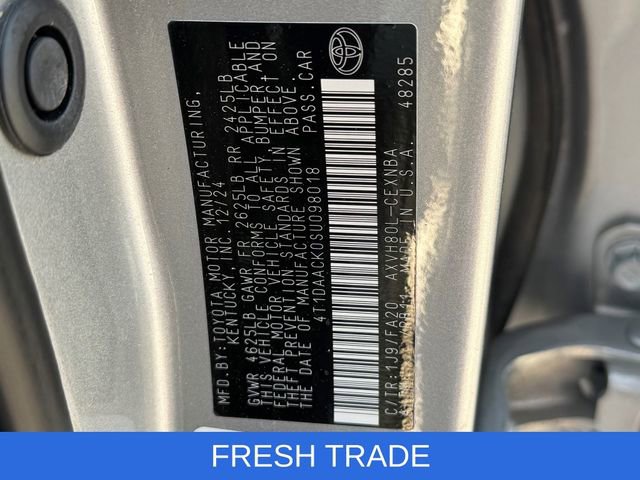 MFD. BY: TOYOTA MOTOR MANUFACTURING,
KENTUCKY, INC. 12/24
GVWR 4625LB GAWR FR 2625LB RR 2425LB
THIS VEHICLE CONFORMS TO ALL APPLICABLE
FEDERAL MOTOR VEHICLE SAFETY, BUMPER, AND
THEFT PREVENTION STANDARDS IN EFFECT ON
THE DATE OF MANUFACTURE SHOWN ABOVE.
4T1DAACK0SU098018 PASS. CAR
48285
C/TR: 1J9/FA20 AXVH80L-CEXNBA
MADE IN U.S.A.
FRESH TRADE